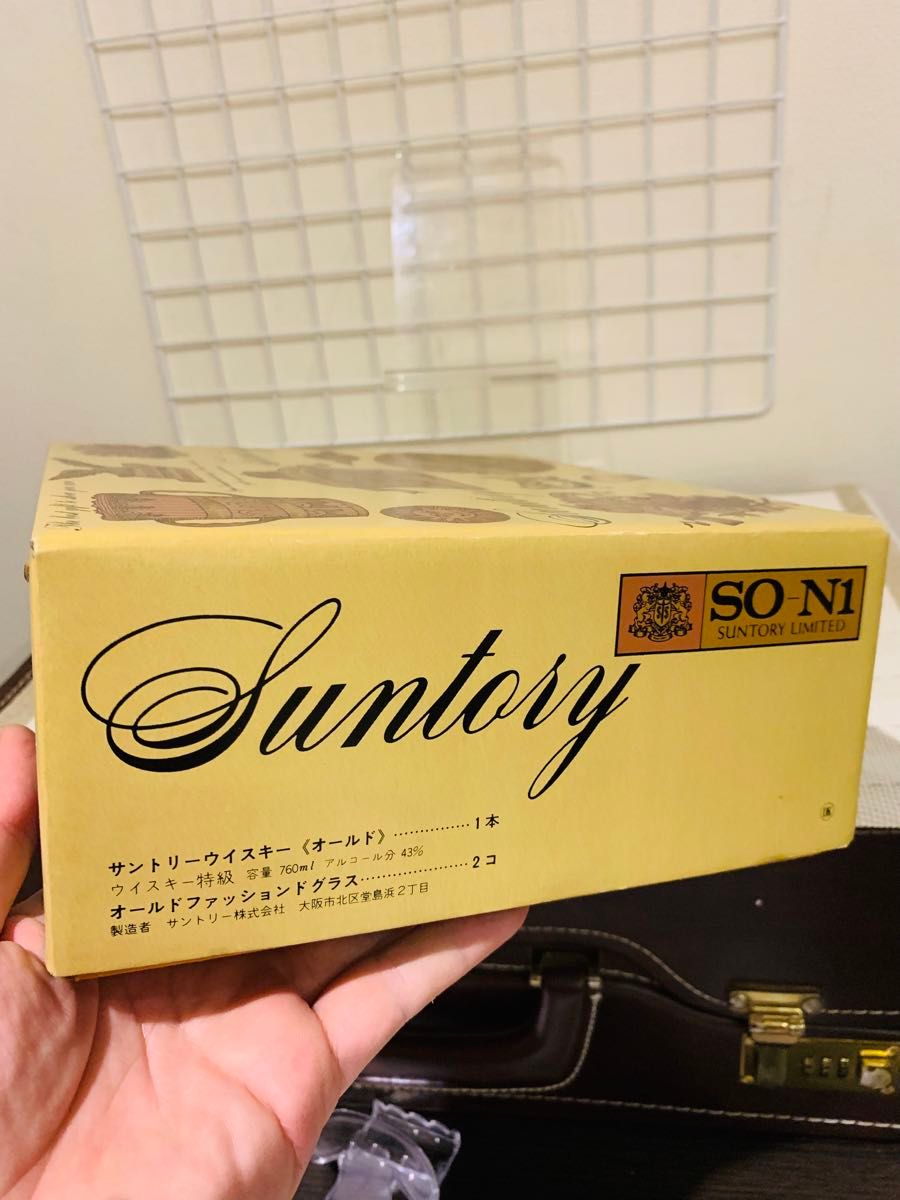 Suntory
SO-N1
SUNTORY LIMITED
サントリーウイスキー《オールド》……………1本
ウイスキー特級 容量 760ml アルコール分 43%
オールドファッションドグラス…………………2コ
製造者 サントリー株式会社 大阪市北区堂島浜2丁目